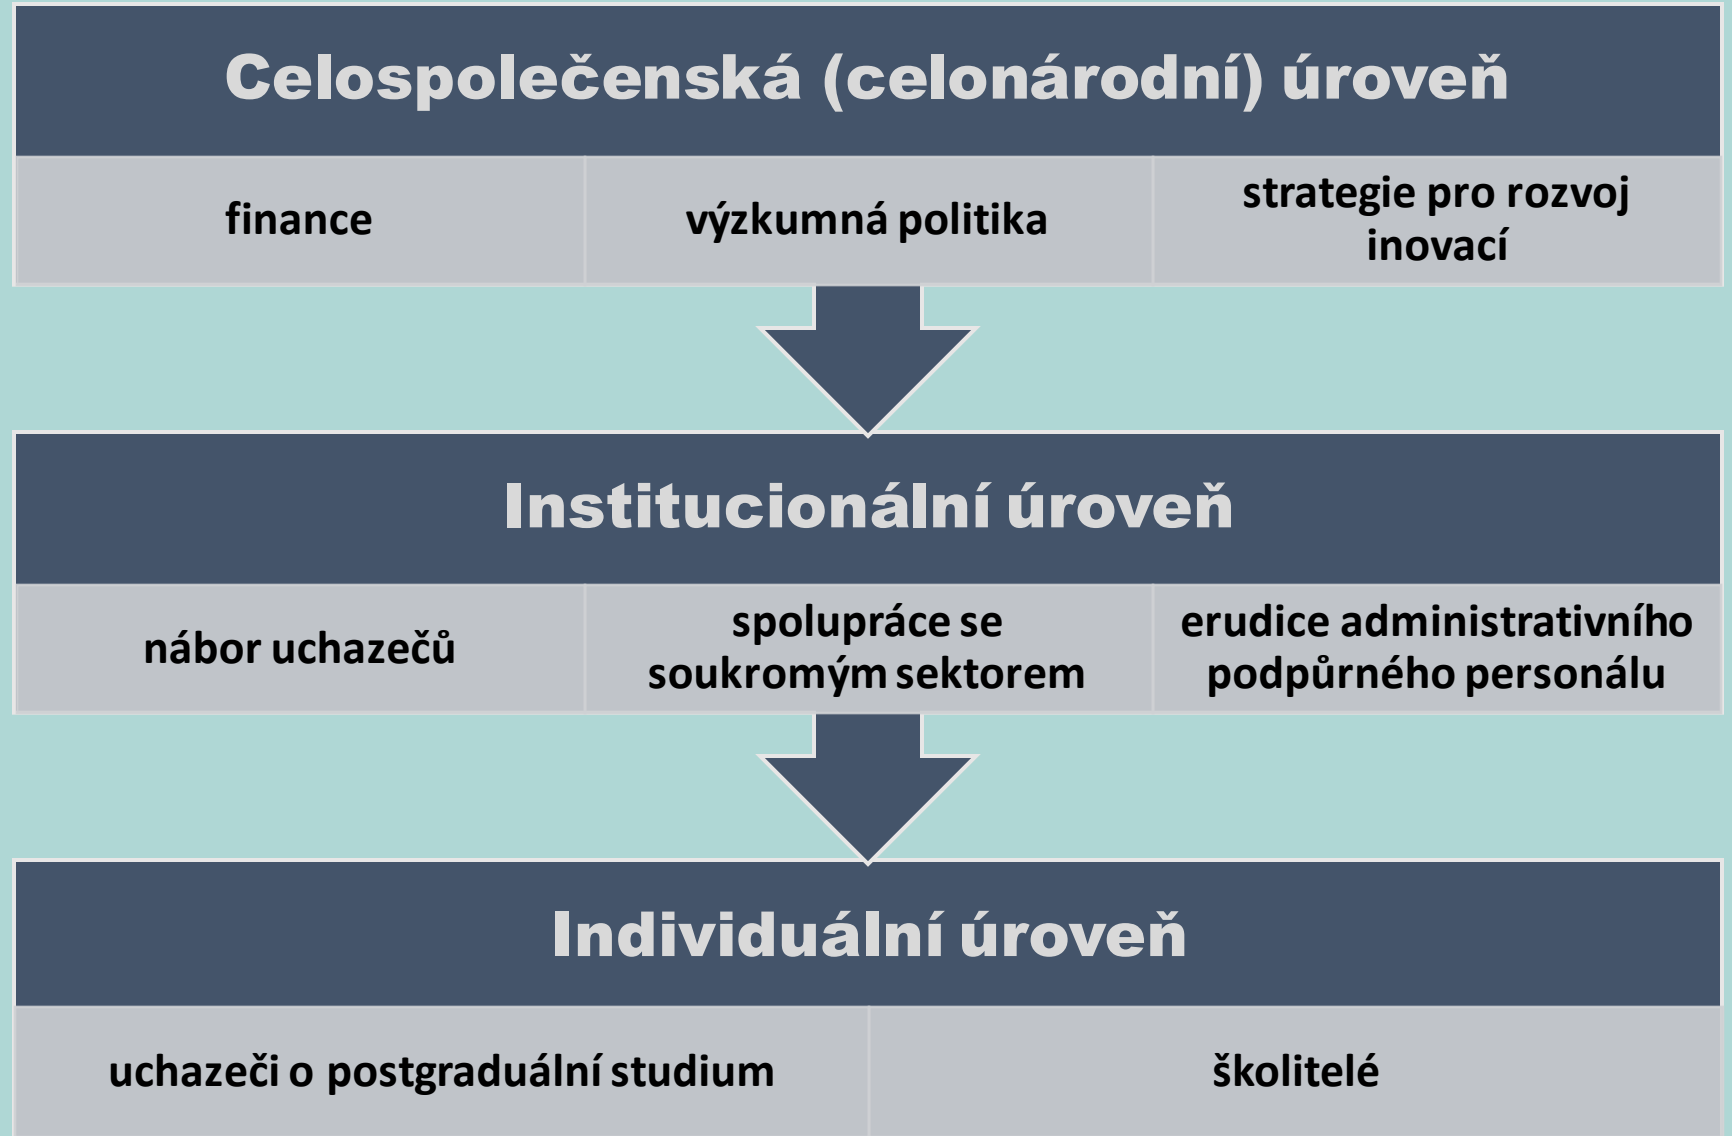 Celospolečenská (celonárodní) úroveň
finance
výzkumná politika
strategie pro rozvoj
inovací
Institucionální úroveň
nábor uchazečů
spolupráce se
soukromým sektorem
erudice administrativního
podpůrného personálu
Individuální úroveň
uchazeči o postgraduální studium
školitelé